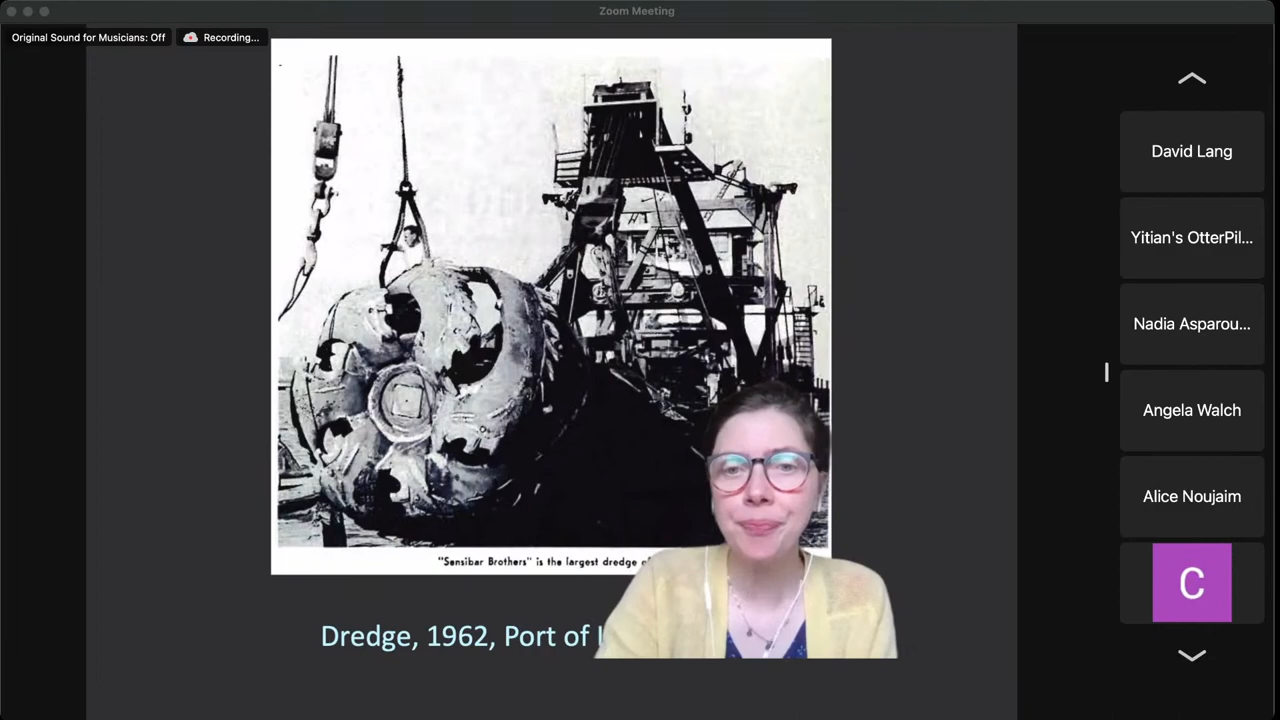 Zoom Meeting
Original Sound for Musicians: Off
Recording...
David Lang
Yitian's OtterPil...
Nadia Asparou...
Angela Walch
Alice Noujaim
C
"Sensibar Brothers" is the largest dredge
Dredge, 1962, Port of